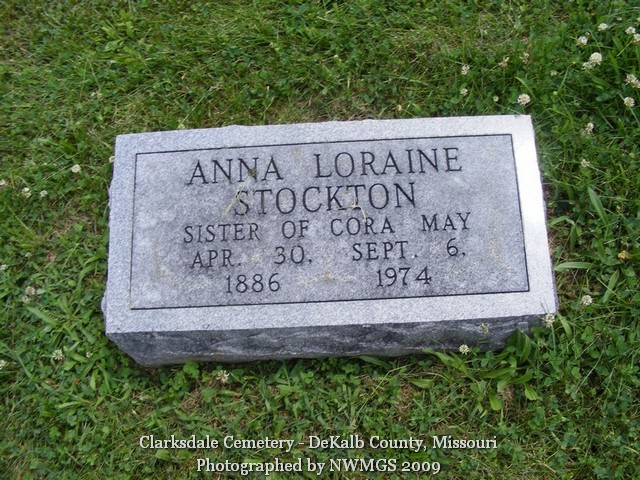 ANNA LORAINE
STOCKTON
SISTER OF CORA MAY
APR. 30, SEPT. 6,
1886 1974
Clarksdale Cemetery - DeKalb County, Missouri
Photographed by NWMGS 2009